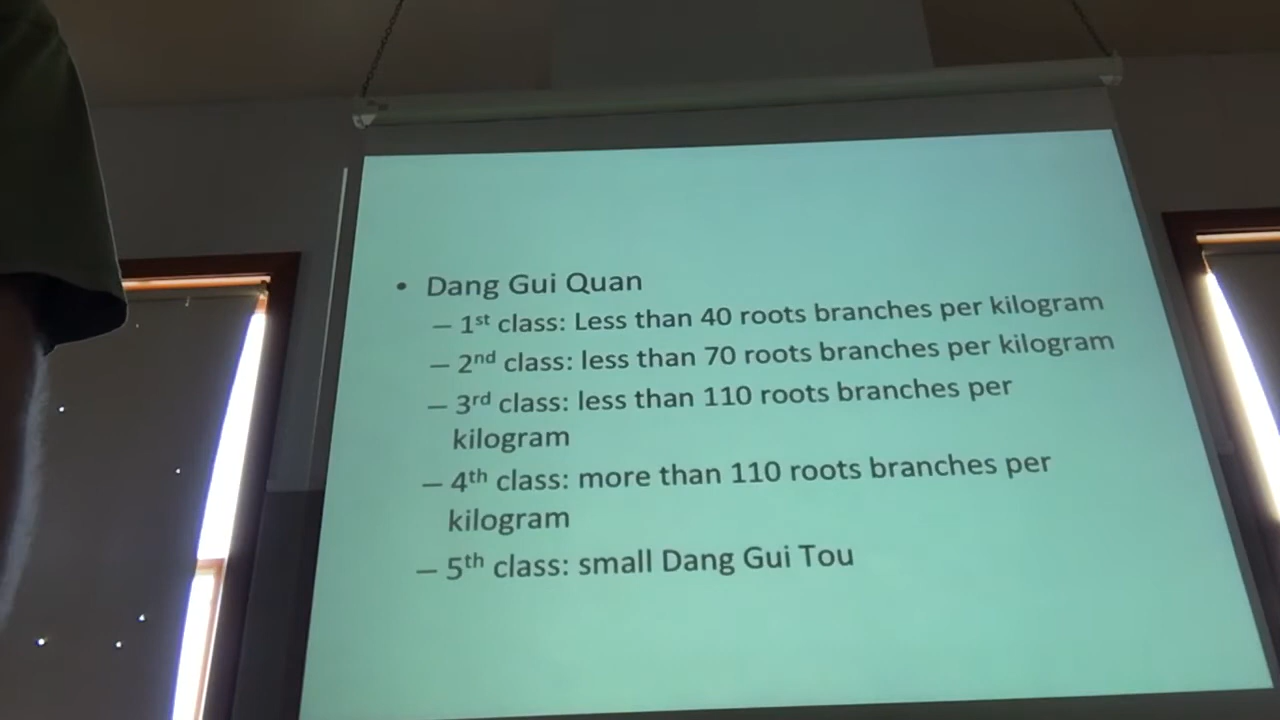 • Dang Gui Quan
– 1st class: Less than 40 roots branches per kilogram
– 2nd class: less than 70 roots branches per kilogram
– 3rd class: less than 110 roots branches per
kilogram
– 4th class: more than 110 roots branches per
kilogram
– 5th class: small Dang Gui Tou